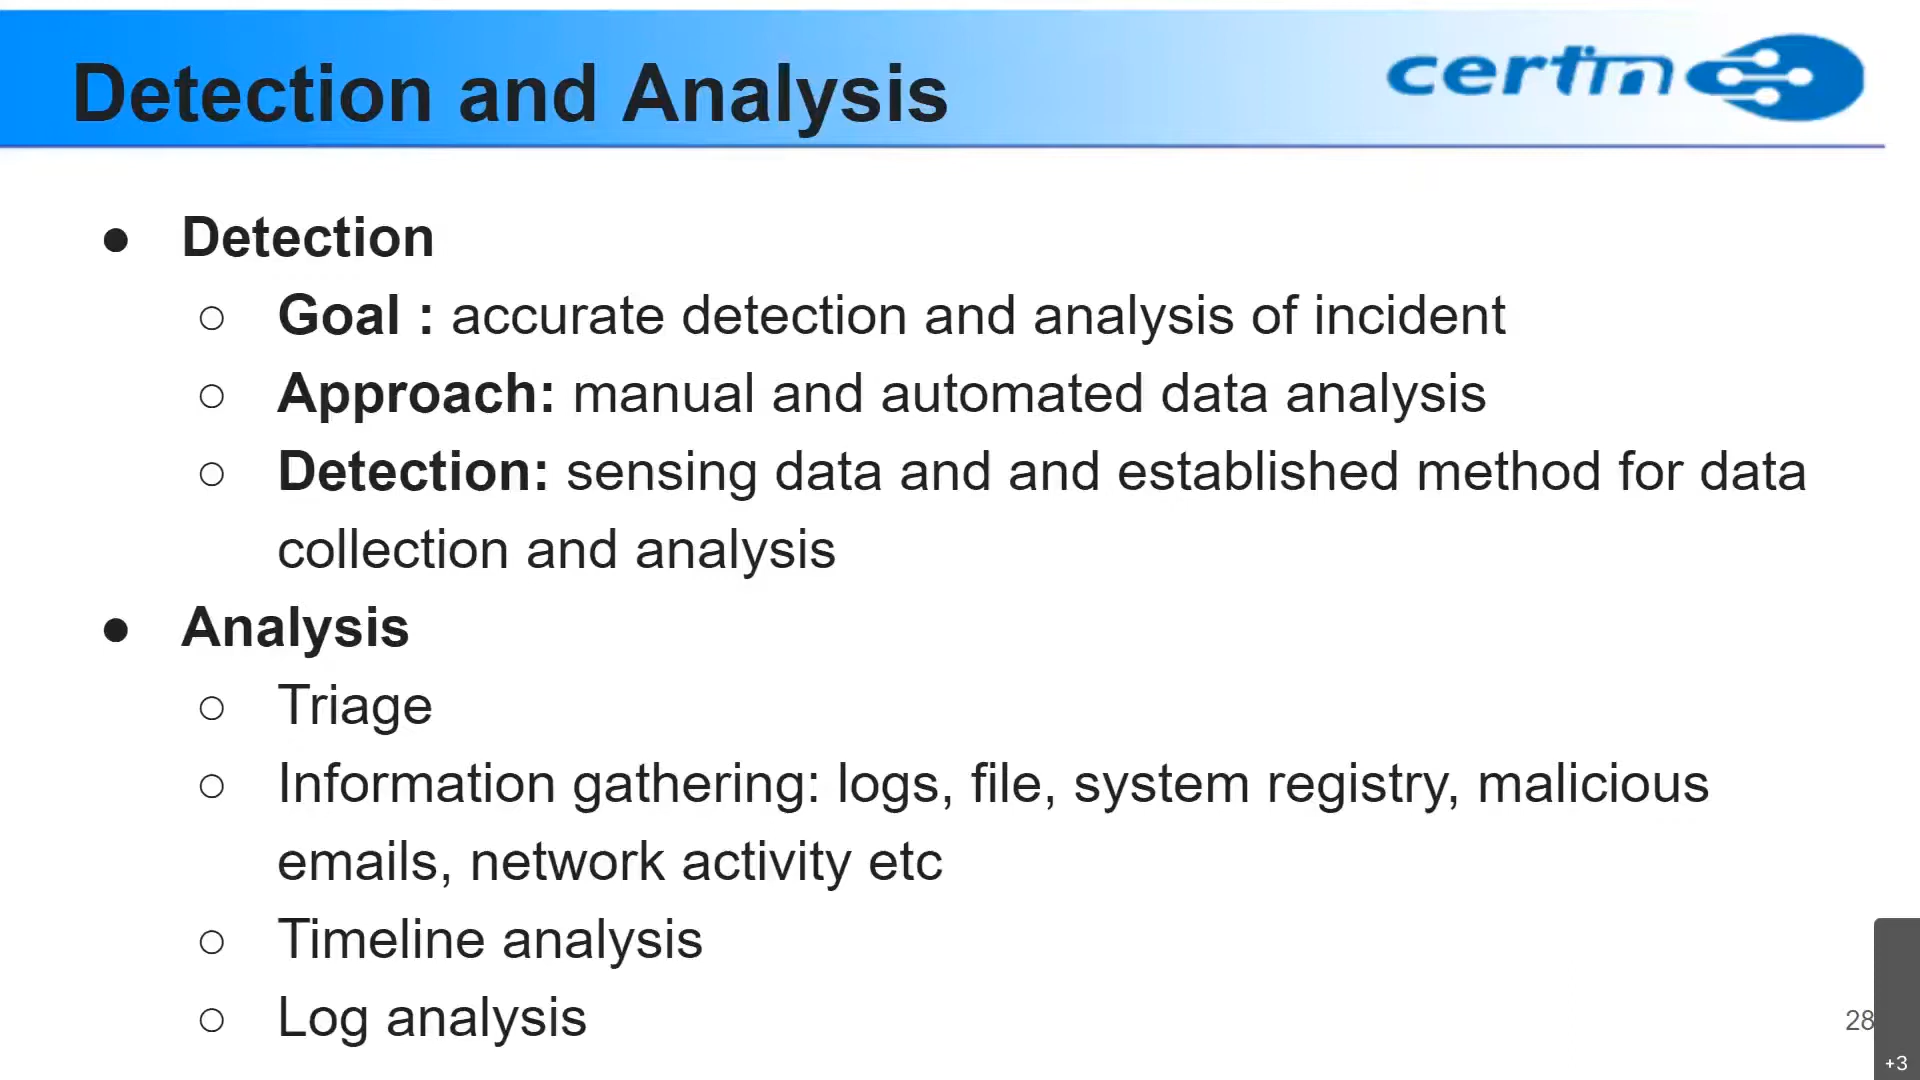 Detection and Analysis
certin
● Detection
○ Goal : accurate detection and analysis of incident
○ Approach: manual and automated data analysis
○ Detection: sensing data and and established method for data
collection and analysis
● Analysis
○ Triage
○ Information gathering: logs, file, system registry, malicious
emails, network activity etc
○ Timeline analysis
○ Log analysis
28
+3